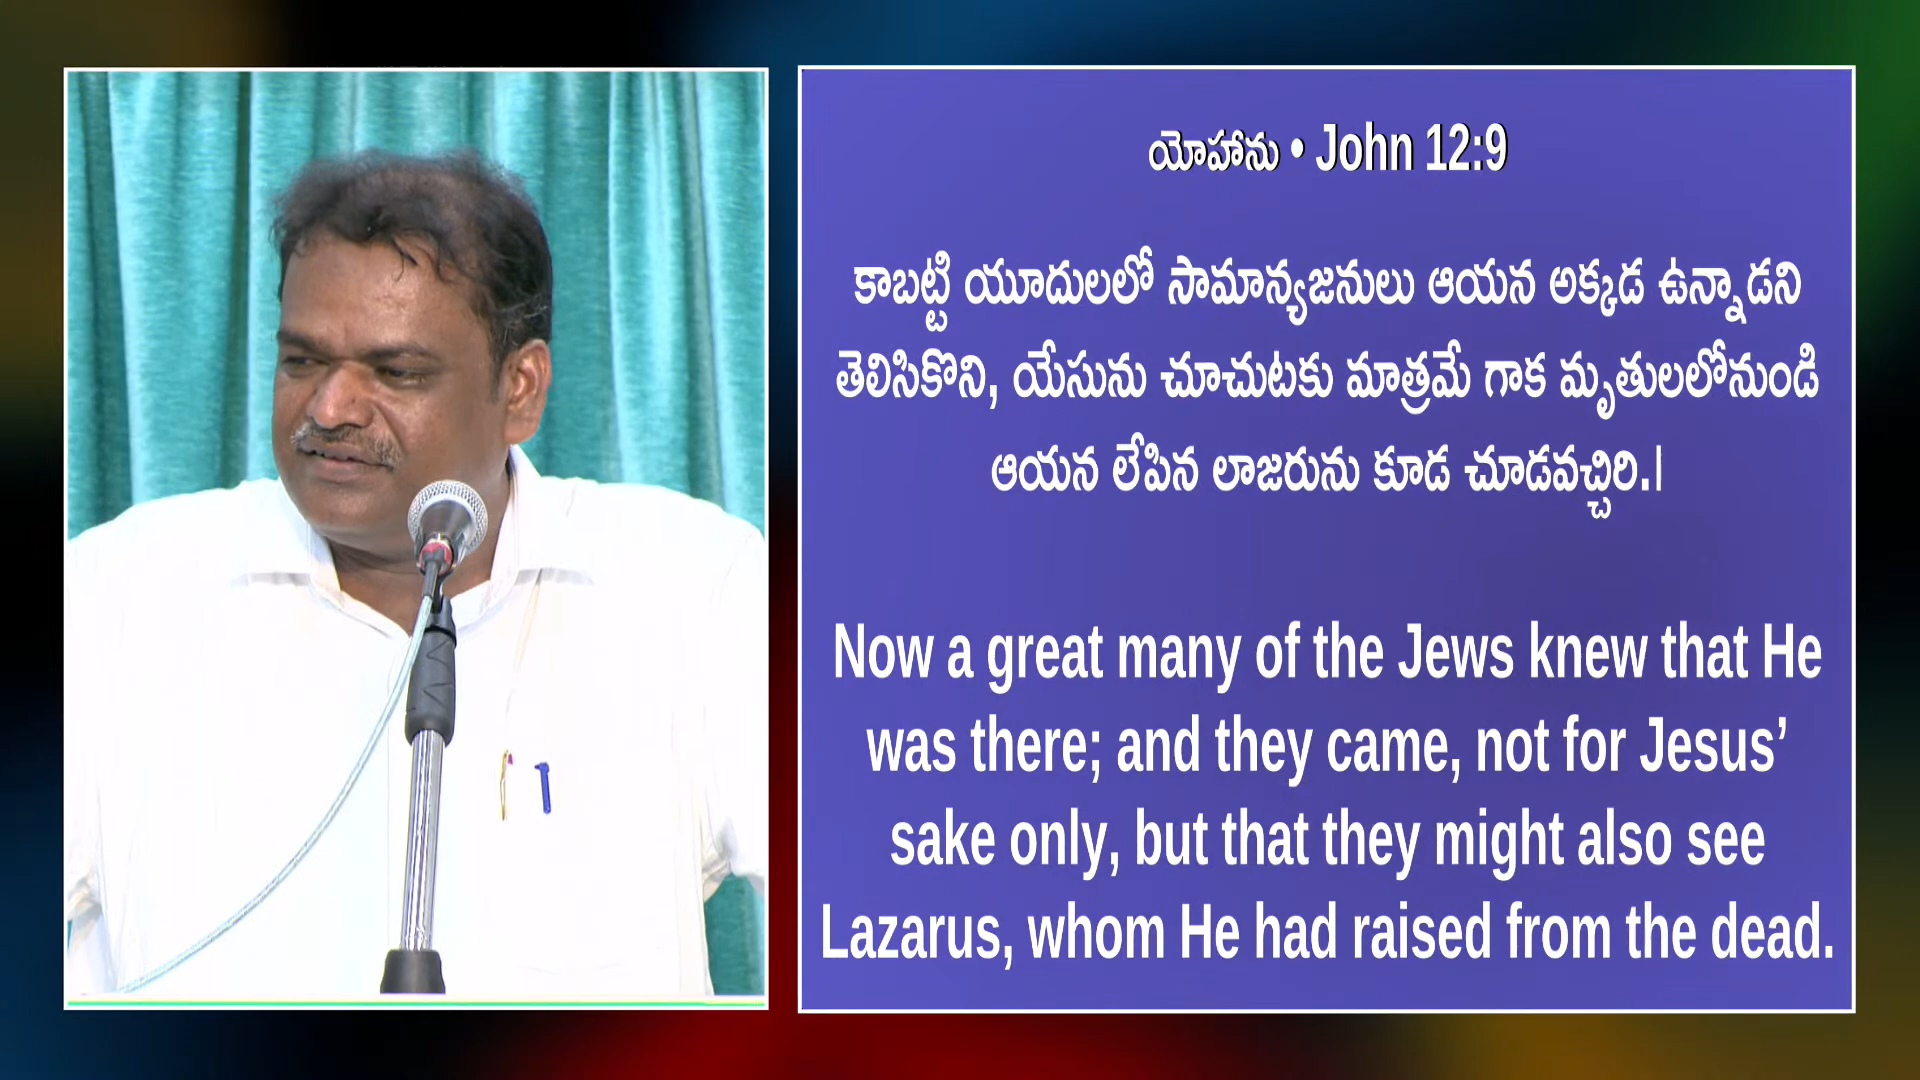 యోహాను • John 12:9
కాబట్టి యూదులలో సామాన్యజనులు ఆయన అక్కడ ఉన్నాడని
తెలిసికొని, యేసును చూచుటకు మాత్రమే గాక మృతులలోనుండి
ఆయన లేపిన లాజరును కూడ చూడవచ్చిరి.|
Now a great many of the Jews knew that He
was there; and they came, not for Jesus’
sake only, but that they might also see
Lazarus, whom He had raised from the dead.